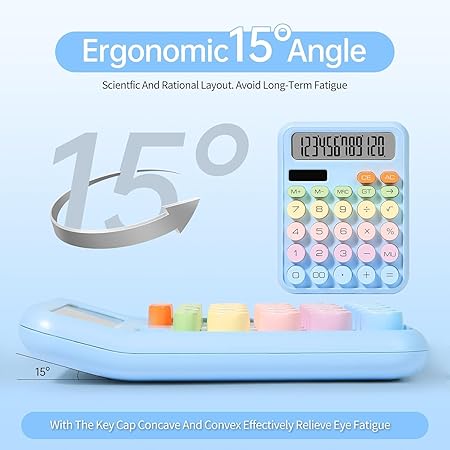 Ergonomic 15° Angle
Scientfic And Rational Layout. Avoid Long-Term Fatigue
15°
1234567890 120
CE AC
M+ M- MRC GT →
7 8 9 ÷ √
4 5 6 × %
1 2 3 - MU
0 00 · + =
15°
With The Key Cap Concave And Convex Effectively Relieve Eye Fatigue